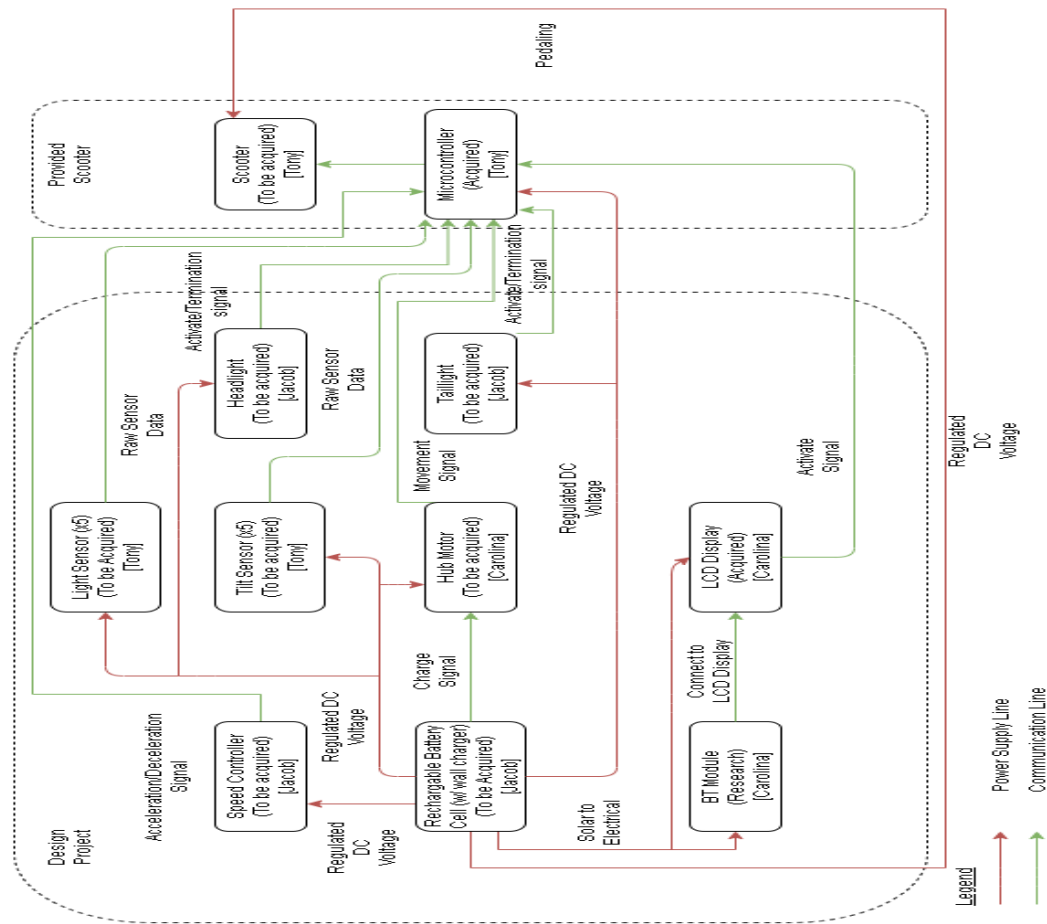 Design
Project
Provided
Scooter
Acceleration/Deceleration
Signal
Raw Sensor
Data
Light Sensor (x5)
(To be Acquired)
[Tony]
Activate/Termination
signal
Speed Controller
(To be acquired)
[Jacob]
Tilt Sensor (x5)
(To be acquired)
[Tony]
Headlight
(To be acquired)
[Jacob]
Scooter
(To be acquired)
[Tony]
Regulated DC
Voltage
Raw Sensor
Data
Regulated
DC
Voltage
Rechargable Battery
Cell (w/ wall charger)
(To be Acquired)
[Jacob]
Charge
Signal
Hub Motor
(To be acquired)
[Carolina]
Movement
Signal
Taillight
(To be acquired)
[Jacob]
Activate/Termination
signal
Microcontroller
(Acquired)
[Tony]
Pedaling
Solar to
Electrical
Regulated DC
Voltage
BT Module
(Research)
[Carolina]
Connect to
LCD Display
LCD Display
(Acquired)
[Carolina]
Activate
Signal
Regulated
DC
Voltage
Legend
Power Supply Line
Communication Line